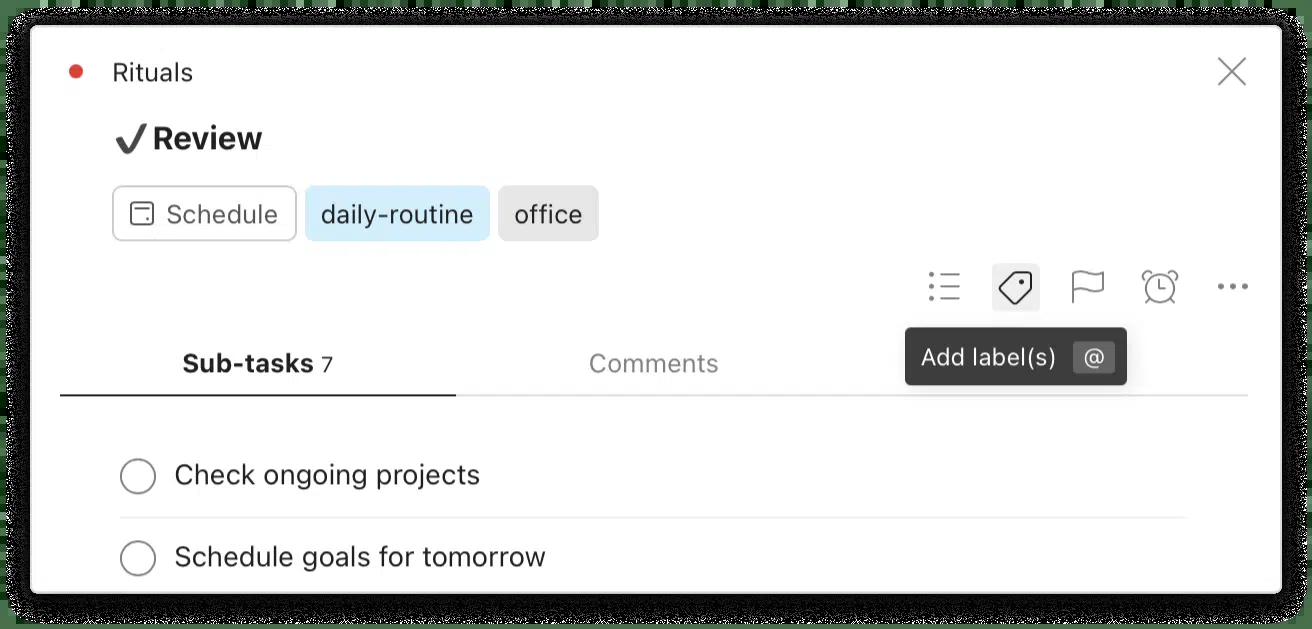 Rituals
✔Review
Schedule daily-routine office
Sub-tasks 7 Comments
Add label(s) @
Check ongoing projects
Schedule goals for tomorrow